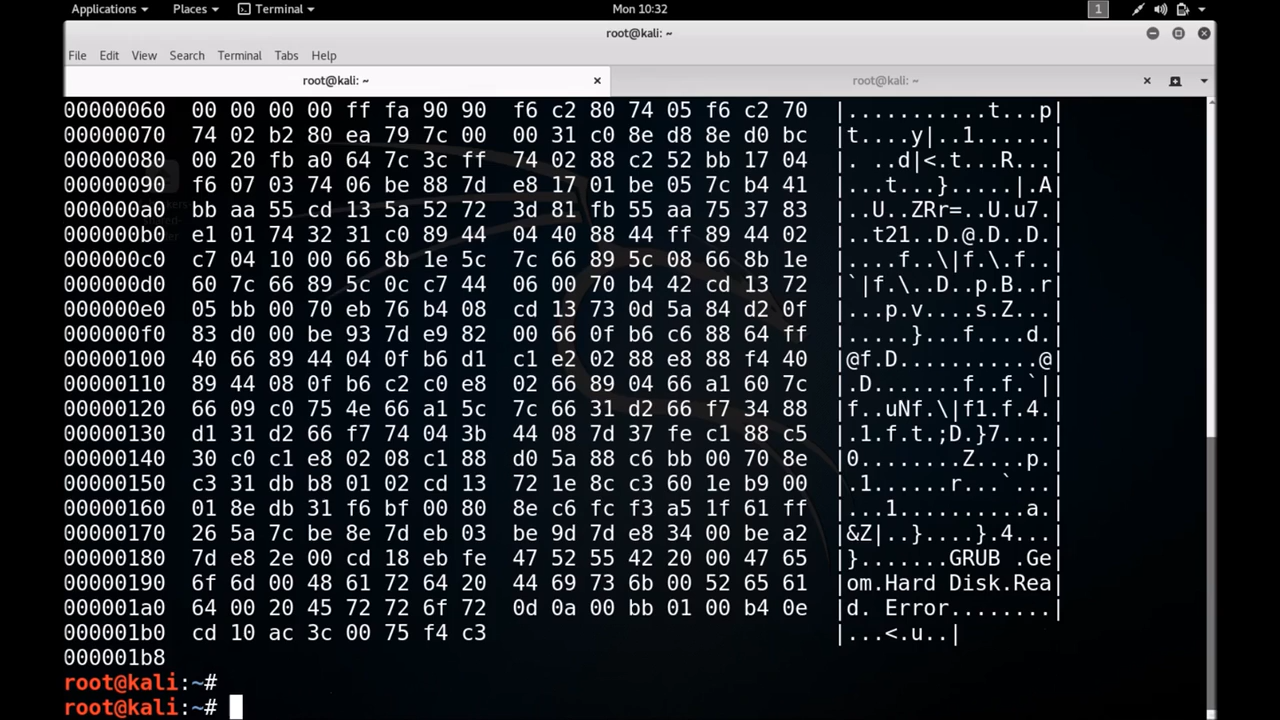 Applications Places Terminal Mon 10:32 1
root@kali: ~
File Edit View Search Terminal Tabs Help
root@kali: ~ × root@kali: ~ ×
00000060 00 00 00 00 ff fa 90 90 f6 c2 80 74 05 f6 c2 70 |...........t...p|
00000070 74 02 b2 80 ea 79 7c 00 00 31 c0 8e d8 8e d0 bc |t....y|..1......|
00000080 00 20 fb a0 64 7c 3c ff 74 02 88 c2 52 bb 17 04 |. ..d|<.t...R...|
00000090 f6 07 03 74 06 be 88 7d e8 17 01 be 05 7c b4 41 |...t...}.....|.A|
000000a0 bb aa 55 cd 13 5a 52 72 3d 81 fb 55 aa 75 37 83 |..U..ZRr=..U.u7.|
000000b0 e1 01 74 32 31 c0 89 44 04 40 88 44 ff 89 44 02 |..t21..D.@.D..D.|
000000c0 c7 04 10 00 66 8b 1e 5c 7c 66 89 5c 08 66 8b 1e |....f..\|f.\.f..|
000000d0 60 7c 66 89 5c 0c c7 44 06 00 70 b4 42 cd 13 72 |`|f.\..D..p.B..r|
000000e0 05 bb 00 70 eb 76 b4 08 cd 13 73 0d 5a 84 d2 0f |...p.v....s.Z...|
000000f0 83 d0 00 be 93 7d e9 82 00 66 0f b6 c6 88 64 ff |.....}...f....d.|
00000100 40 66 89 44 04 0f b6 d1 c1 e2 02 88 e8 88 f4 40 |@f.D...........@|
00000110 89 44 08 0f b6 c2 c0 e8 02 66 89 04 66 a1 60 7c |.D.......f..f.`||
00000120 66 09 c0 75 4e 66 a1 5c 7c 66 31 d2 66 f7 34 88 |f..uNf.\|f1.f.4.|
00000130 d1 31 d2 66 f7 74 04 3b 44 08 7d 37 fe c1 88 c5 |.1.f.t.;D.}7....|
00000140 30 c0 c1 e8 02 08 c1 88 d0 5a 88 c6 bb 00 70 8e |0........Z....p.|
00000150 c3 31 db b8 01 02 cd 13 72 1e 8c c3 60 1e b9 00 |.1......r...`...|
00000160 01 8e db 31 f6 bf 00 80 8e c6 fc f3 a5 1f 61 ff |...1..........a.|
00000170 26 5a 7c be 8e 7d eb 03 be 9d 7d e8 34 00 be a2 |&Z|..}....}.4...|
00000180 7d e8 2e 00 cd 18 eb fe 47 52 55 42 20 00 47 65 |}.......GRUB .Ge|
00000190 6f 6d 00 48 61 72 64 20 44 69 73 6b 00 52 65 61 |om.Hard Disk.Rea|
000001a0 64 00 20 45 72 72 6f 72 0d 0a 00 bb 01 00 b4 0e |d. Error........|
000001b0 cd 10 ac 3c 00 75 f4 c3 |...<.u..|
000001b8
root@kali:~#
root@kali:~#